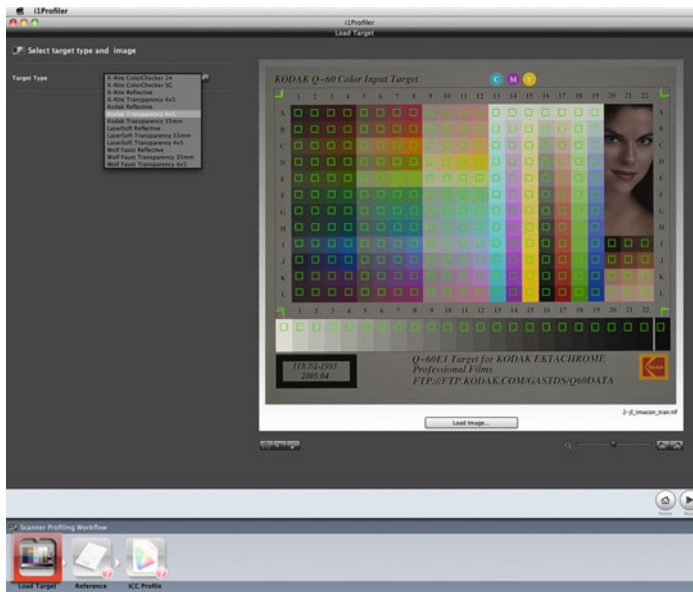 i1Profiler
i1Profiler
Load Target
Select target type and image
Target Type
X-Rite ColorChecker 24
X-Rite ColorChecker SG
X-Rite Reflective
X-Rite Transparency 4x5
Kodak Reflective
Kodak Transparency 4x5
Kodak Transparency 35mm
LaserSoft Reflective
LaserSoft Transparency 35mm
LaserSoft Transparency 4x5
Wolf Faust Reflective
Wolf Faust Transparency 35mm
Wolf Faust Transparency 4x5
KODAK Q-60 Color Input Target
C M Y
1 2 3 4 5 6 7 8 9 10 11 12 13 14 15 16 17 18 19 20 21 22
A A
B B
C C
D D
E E
F F
G G
H H
I I
J J
K K
L L
1 2 3 4 5 6 7 8 9 10 11 12 13 14 15 16 17 18 19 20 21 22
IT8.7/1-1993
2005:04
Q-60E1 Target for KODAK EKTACHROME
Professional Films
FTP://FTP.KODAK.COM/GASTDS/Q60DATA
Kodak
2-jl_imacon_tran.tif
Load Image...
Home
Scanner Profiling Workflow
Load Target
Reference
ICC Profile